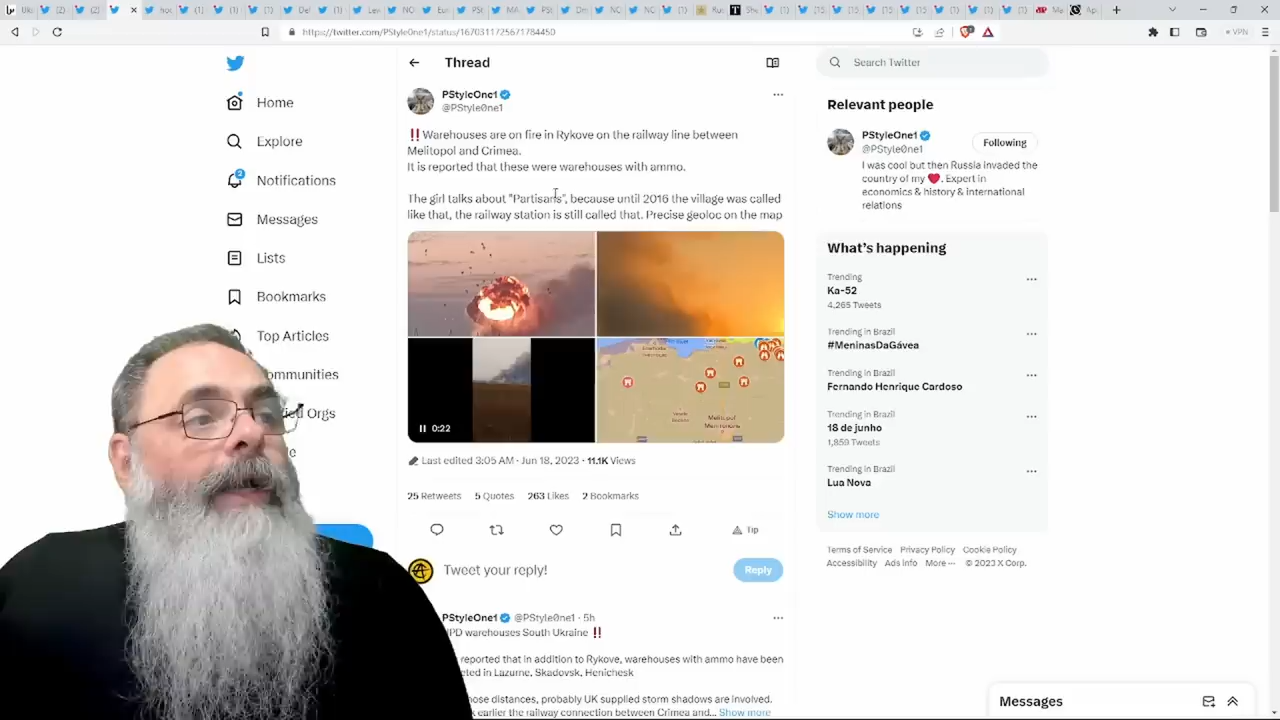 https://twitter.com/PStyle0ne1/status/1670311725671784450
VPN
Home
Explore
2
Notifications
Messages
Lists
Bookmarks
Top Articles
Thread
PStyleOne1
@PStyle0ne1
‼️Warehouses are on fire in Rykove on the railway line between
Melitopol and Crimea.
It is reported that these were warehouses with ammo.
The girl talks about "Partisans", because until 2016 the village was called
like that, the railway station is still called that. Precise geoloc on the map
0:22
Last edited 3:05 AM · Jun 18, 2023 · 11.1K Views
25 Retweets 5 Quotes 263 Likes 2 Bookmarks
Tip
Tweet your reply!
Reply
PStyleOne1 @PStyle0ne1 · 5h
PD warehouses South Ukraine ‼️
reported that in addition to Rykove, warehouses with ammo have been
in Lazurne, Skadovsk, Henichesk
distances, probably UK supplied storm shadows are involved.
earlier the railway connection between Crimea and... Show more
Search Twitter
Relevant people
PStyleOne1
@PStyle0ne1
Following
I was cool but then Russia invaded the
country of my ❤️. Expert in
economics & history & international
relations
What's happening
Trending
Ka-52
4,265 Tweets
Trending in Brazil
#MeninasDaGávea
Trending in Brazil
Fernando Henrique Cardoso
Trending in Brazil
18 de junho
1,859 Tweets
Trending in Brazil
Lua Nova
Show more
Terms of Service Privacy Policy Cookie Policy
Accessibility Ads info More ··· © 2023 X Corp.
Messages